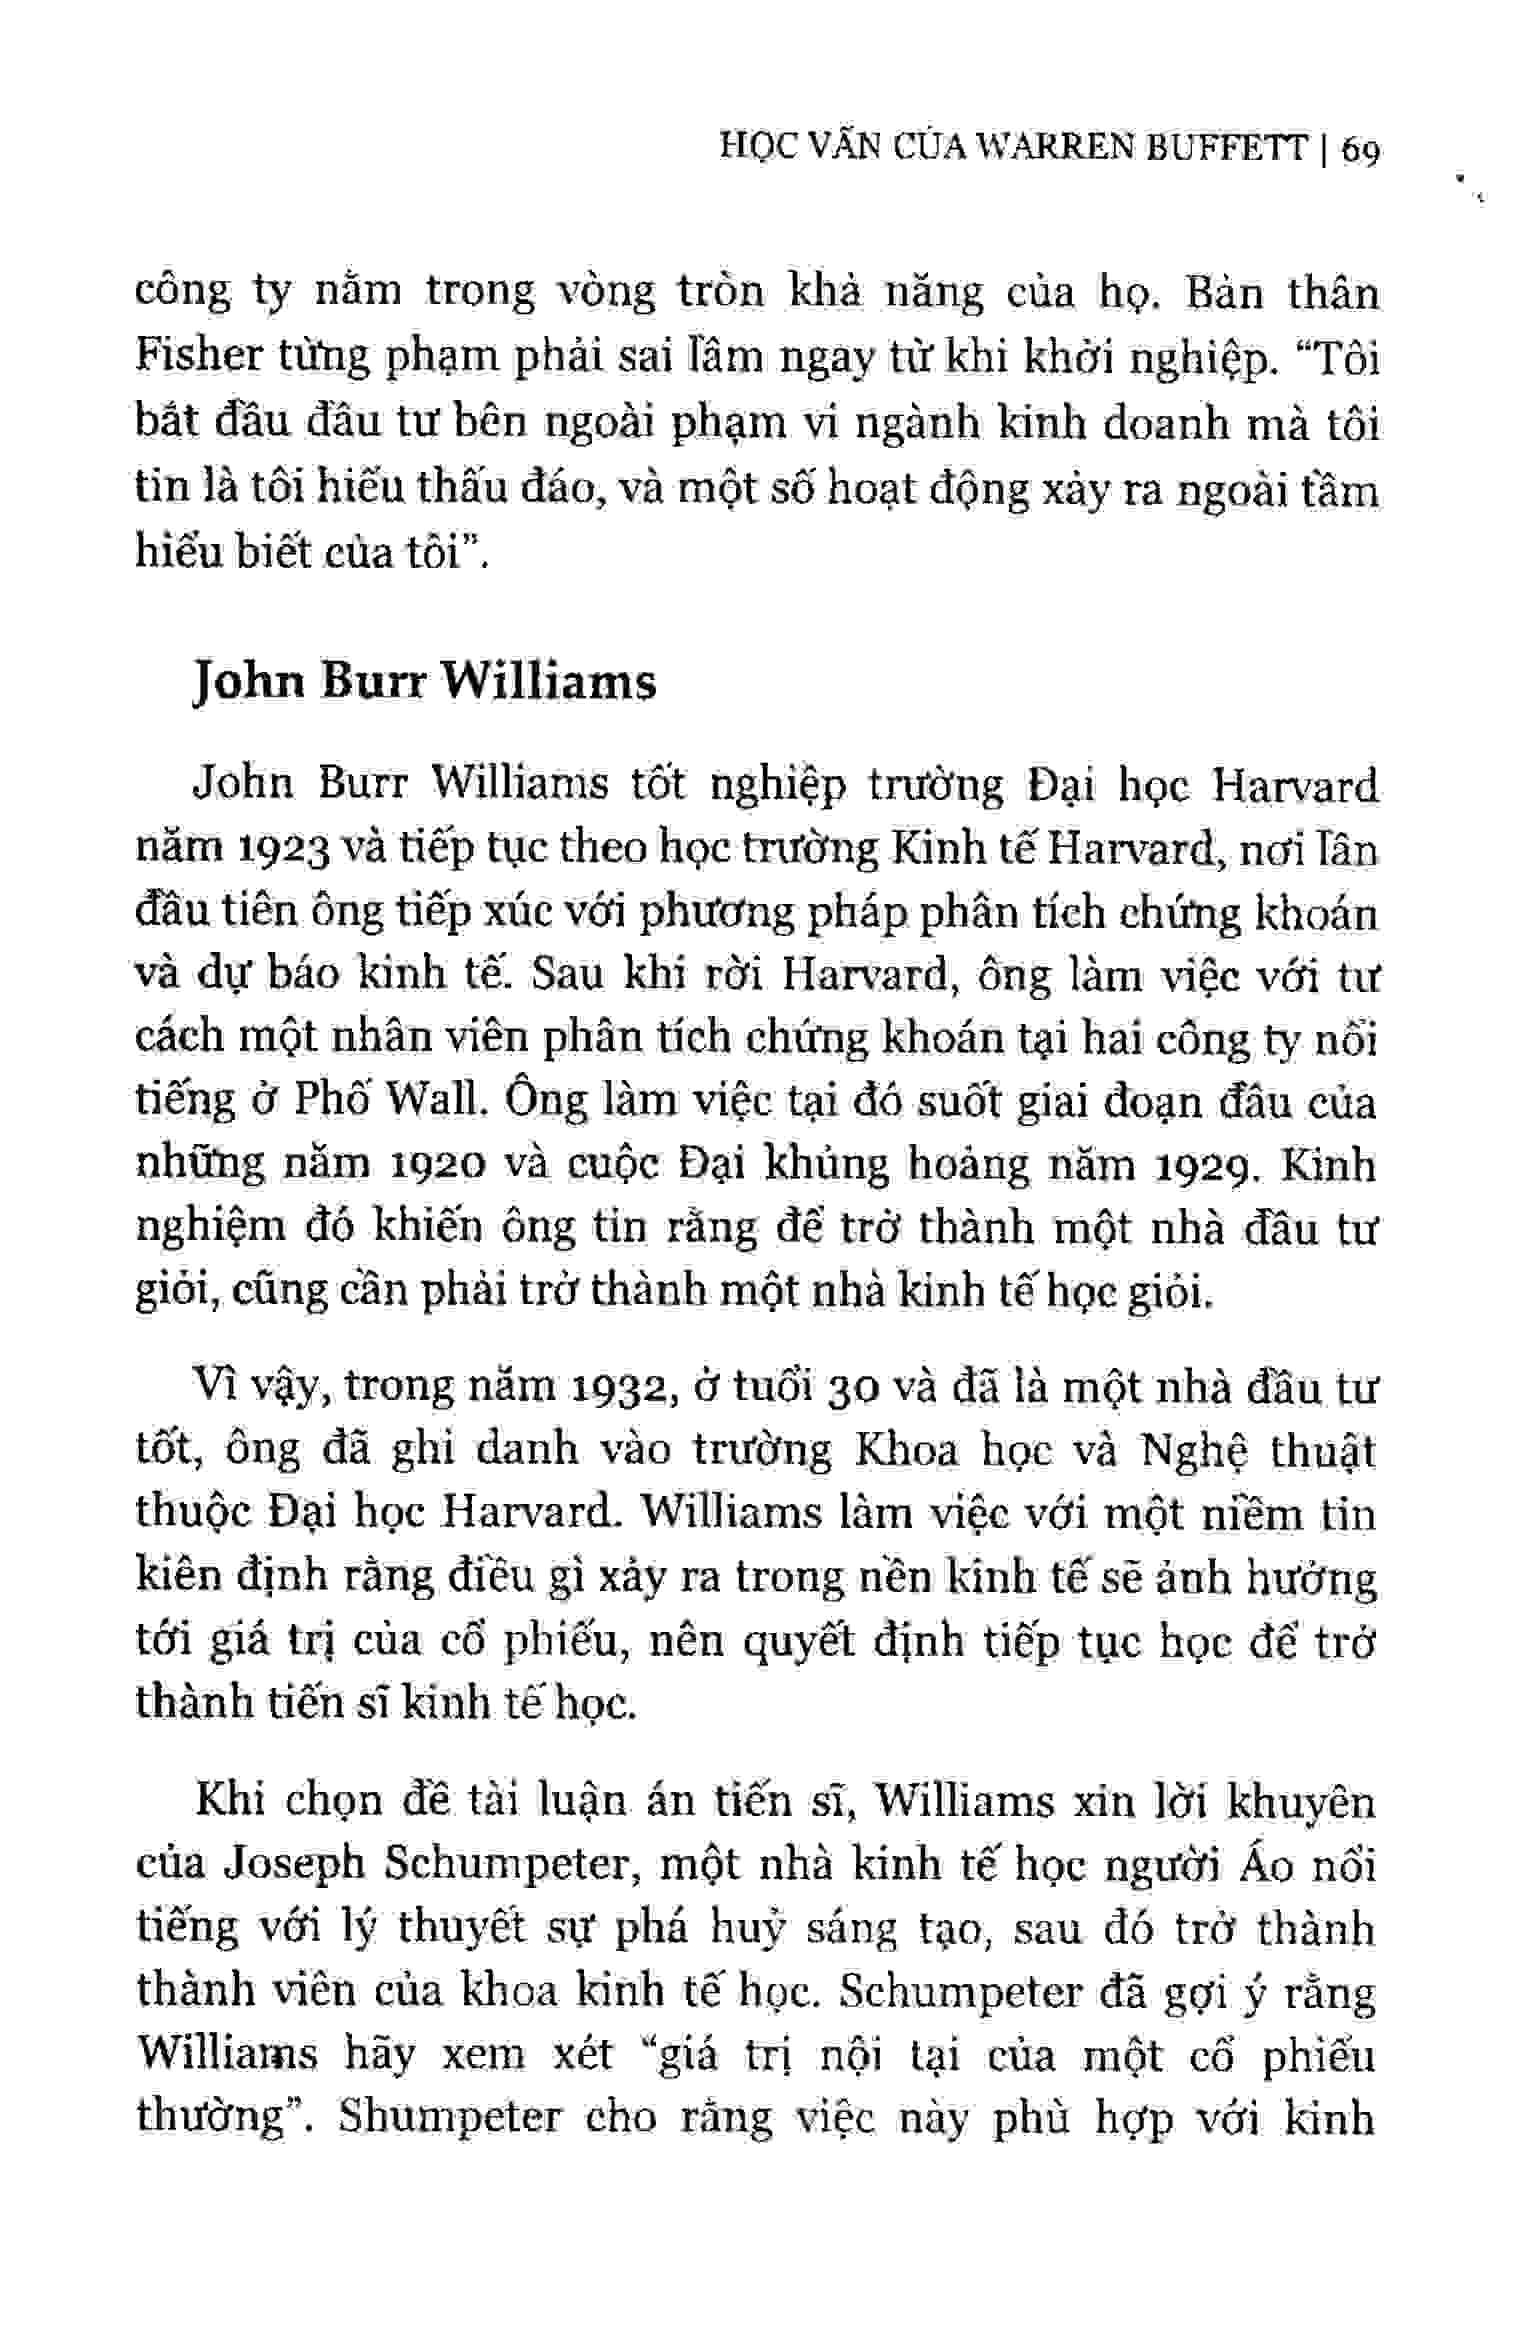 HỌC VẤN CỦA WARREN BUFFETT | 69
công ty nằm trong vòng tròn khả năng của họ. Bản thân
Fisher từng phạm phải sai lầm ngay từ khi khởi nghiệp. “Tôi
bắt đầu đầu tư bên ngoài phạm vi ngành kinh doanh mà tôi
tin là tôi hiểu thấu đáo, và một số hoạt động xảy ra ngoài tầm
hiểu biết của tôi”.
John Burr Williams
John Burr Williams tốt nghiệp trường Đại học Harvard
năm 1923 và tiếp tục theo học trường Kinh tế Harvard, nơi lần
đầu tiên ông tiếp xúc với phương pháp phân tích chứng khoán
và dự báo kinh tế. Sau khi rời Harvard, ông làm việc với tư
cách một nhân viên phân tích chứng khoán tại hai công ty nổi
tiếng ở Phố Wall. Ông làm việc tại đó suốt giai đoạn đầu của
những năm 1920 và cuộc Đại khủng hoảng năm 1929. Kinh
nghiệm đó khiến ông tin rằng để trở thành một nhà đầu tư
giỏi, cũng cần phải trở thành một nhà kinh tế học giỏi.
Vì vậy, trong năm 1932, ở tuổi 30 và đã là một nhà đầu tư
tốt, ông đã ghi danh vào trường Khoa học và Nghệ thuật
thuộc Đại học Harvard. Williams làm việc với một niềm tin
kiên định rằng điều gì xảy ra trong nền kinh tế sẽ ảnh hưởng
tới giá trị của cổ phiếu, nên quyết định tiếp tục học để trở
thành tiến sĩ kinh tế học.
Khi chọn đề tài luận án tiến sĩ, Williams xin lời khuyên
của Joseph Schumpeter, một nhà kinh tế học người Áo nổi
tiếng với lý thuyết sự phá huỷ sáng tạo, sau đó trở thành
thành viên của khoa kinh tế học. Schumpeter đã gợi ý rằng
Williams hãy xem xét “giá trị nội tại của một cổ phiếu
thường”. Shumpeter cho rằng việc này phù hợp với kinh